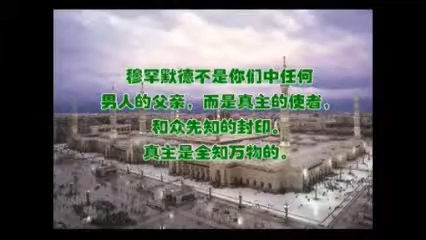 穆罕默德不是你们中任何
男人的父亲，而是真主的使者，
和众先知的封印。
真主是全知万物的。